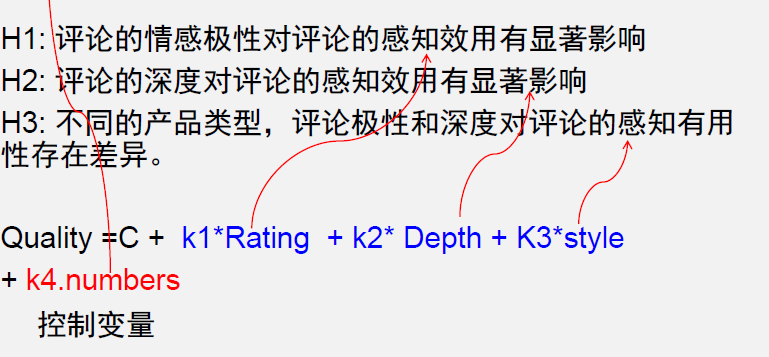 H1: 评论的情感极性对评论的感知效用有显著影响
H2: 评论的深度对评论的感知效用有显著影响
H3: 不同的产品类型，评论极性和深度对评论的感知有用
性存在差异。
Quality =C + k1*Rating + k2* Depth + K3*style
+ k4.numbers
控制变量